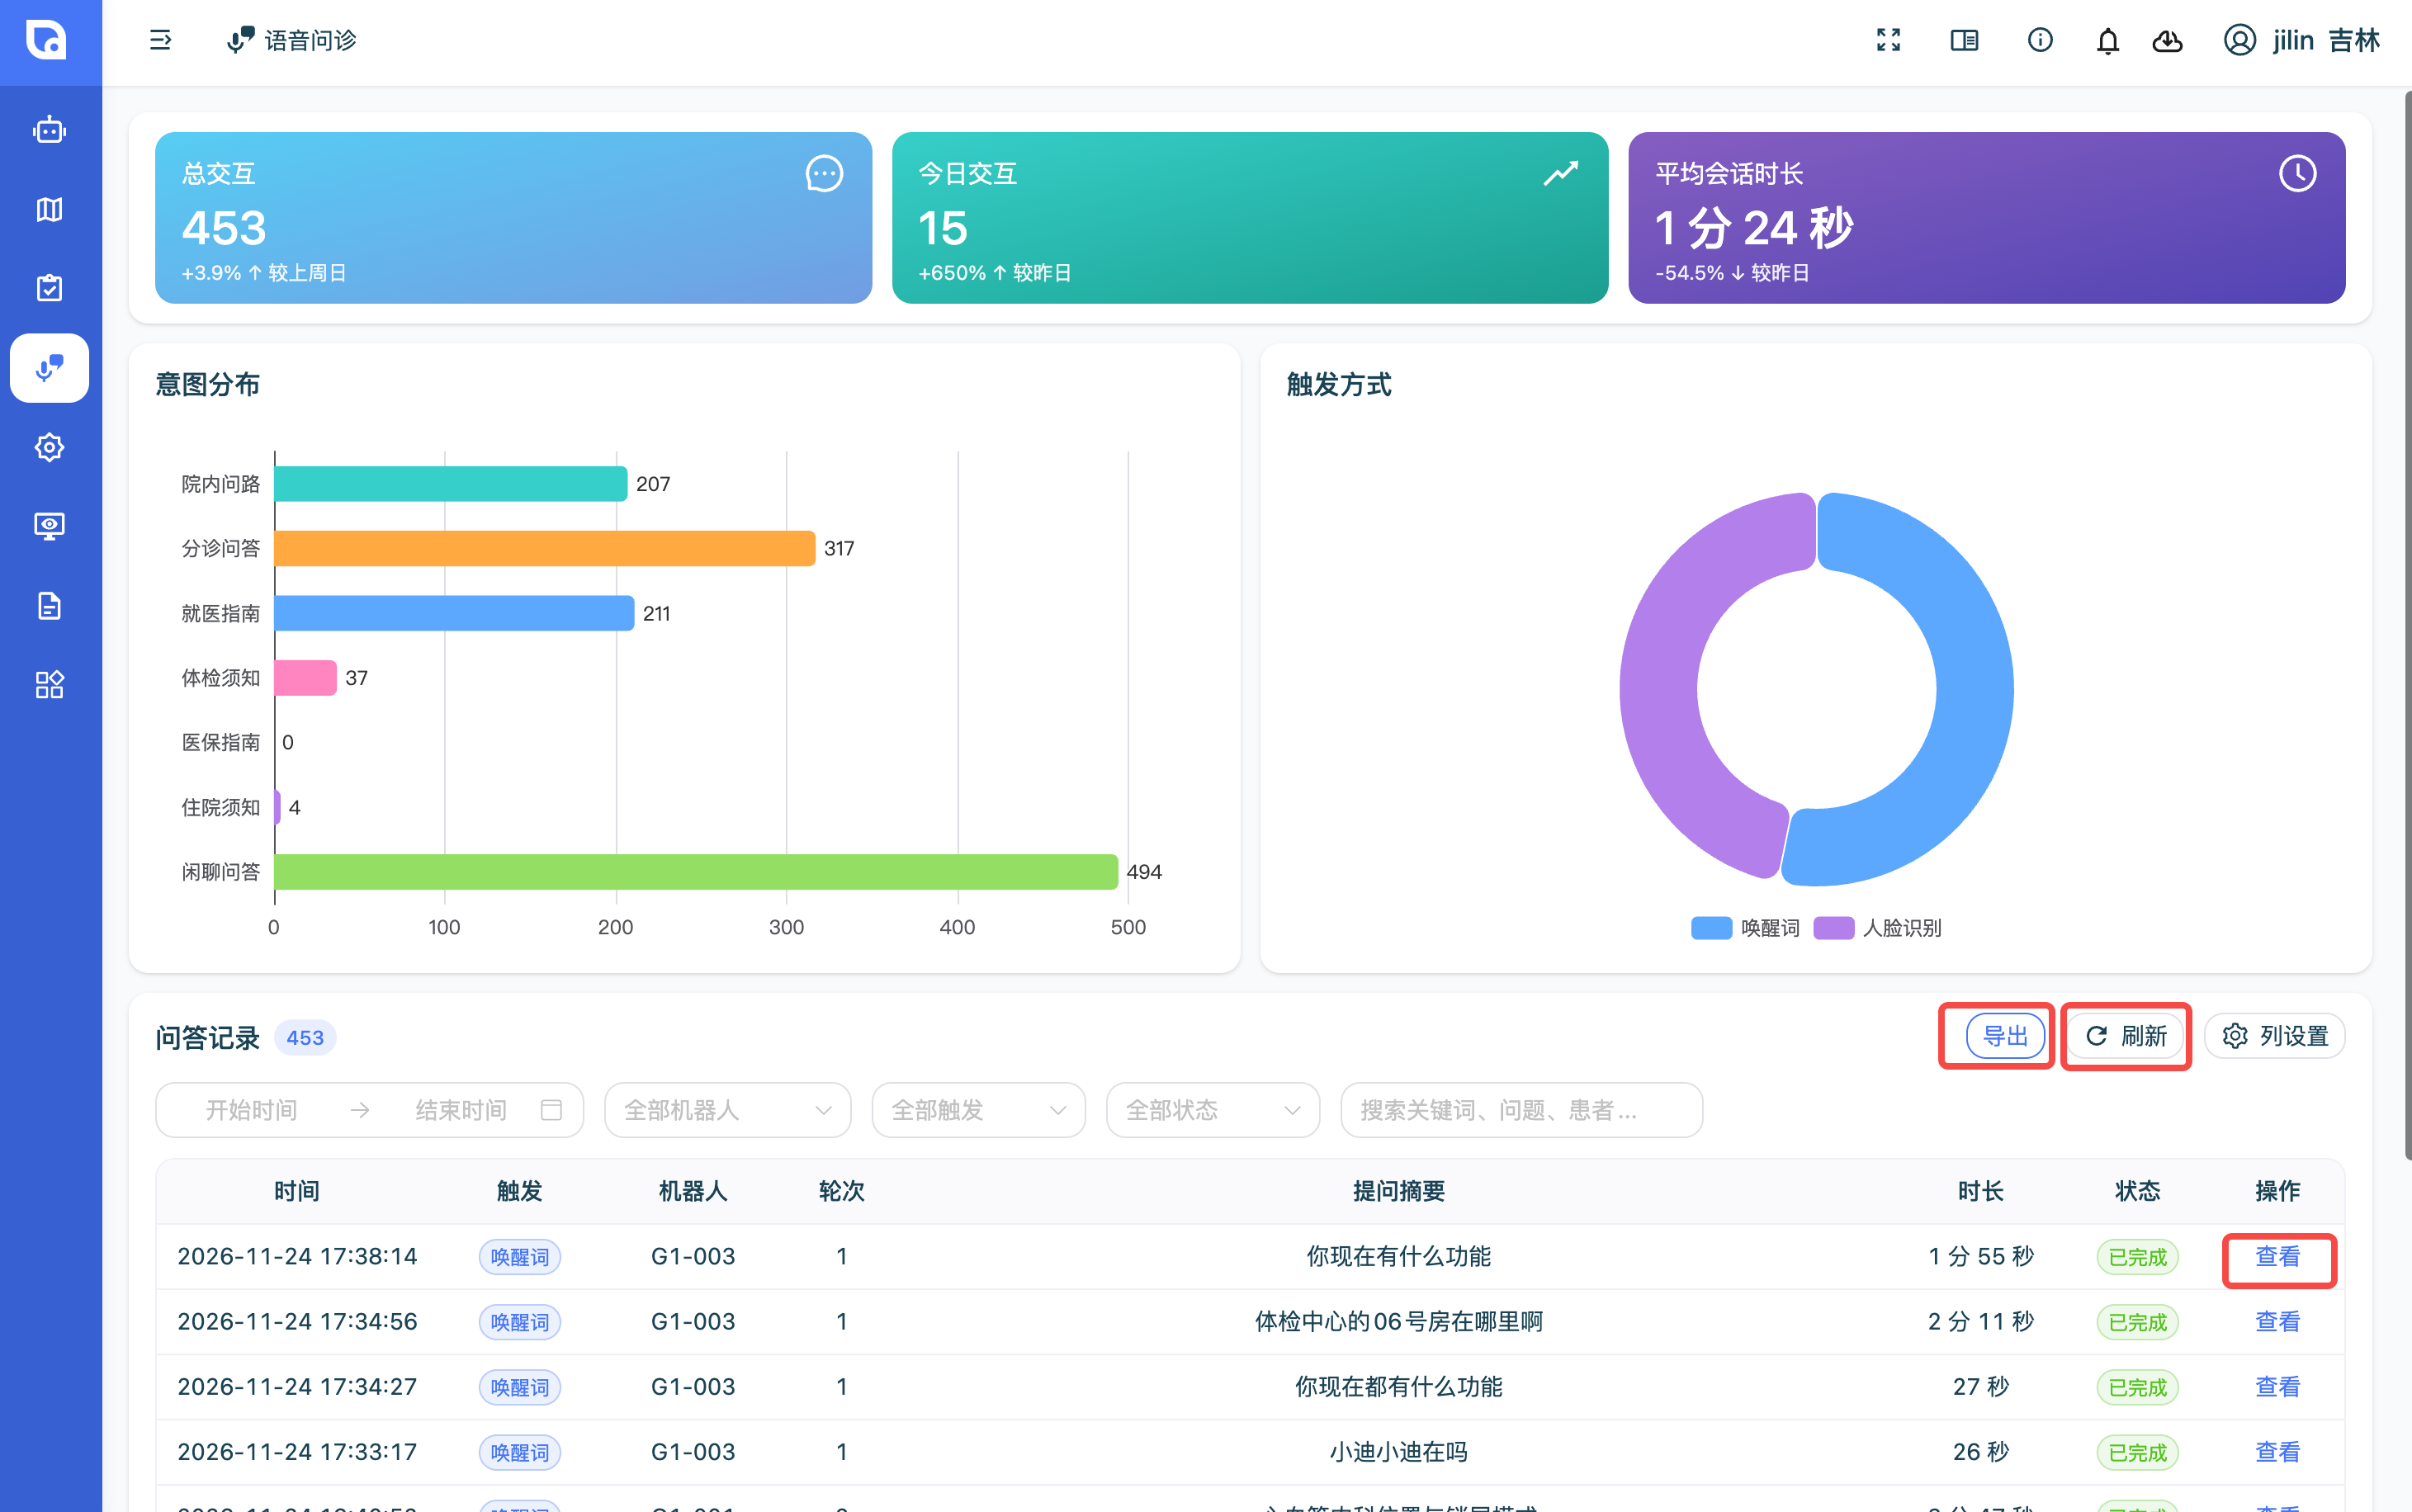 语音问诊
jilin 吉林
总交互
453
+3.9% ↑ 较上周日
今日交互
15
+650% ↑ 较昨日
平均会话时长
1 分 24 秒
-54.5% ↓ 较昨日
意图分布
院内问路 207
分诊问答 317
就医指南 211
体检须知 37
医保指南 0
住院须知 4
闲聊问答 494
0 100 200 300 400 500
触发方式
唤醒词 人脸识别
问答记录 453
导出 刷新 列设置
开始时间 → 结束时间 全部机器人 全部触发 全部状态 搜索关键词、问题、患者...
时间 触发 机器人 轮次 提问摘要 时长 状态 操作
2026-11-24 17:38:14 唤醒词 G1-003 1 你现在有什么功能 1 分 55 秒 已完成 查看
2026-11-24 17:34:56 唤醒词 G1-003 1 体检中心的06号房在哪里啊 2 分 11 秒 已完成 查看
2026-11-24 17:34:27 唤醒词 G1-003 1 你现在都有什么功能 27 秒 已完成 查看
2026-11-24 17:33:17 唤醒词 G1-003 1 小迪小迪在吗 26 秒 已完成 查看